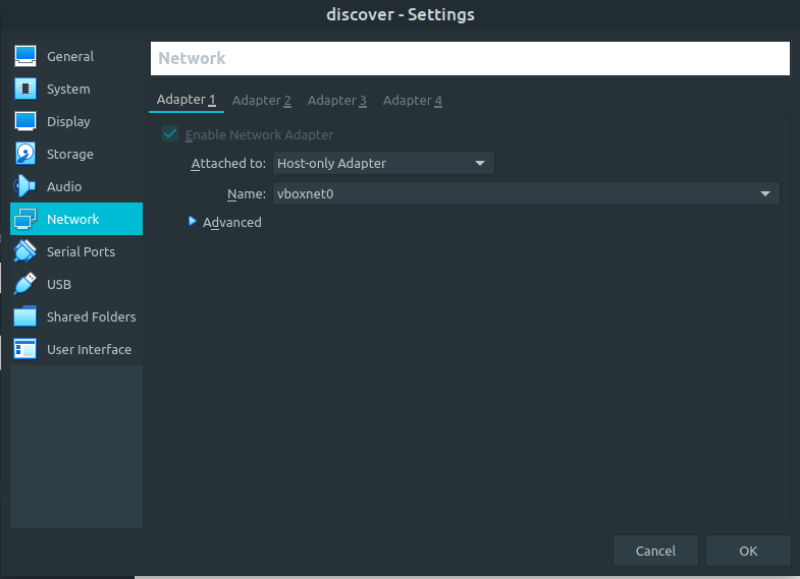 discover - Settings
General
System
Display
Storage
Audio
Network
Serial Ports
USB
Shared Folders
User Interface
Network
Adapter 1 Adapter 2 Adapter 3 Adapter 4
Enable Network Adapter
Attached to: Host-only Adapter
Name: vboxnet0
Advanced
Cancel OK